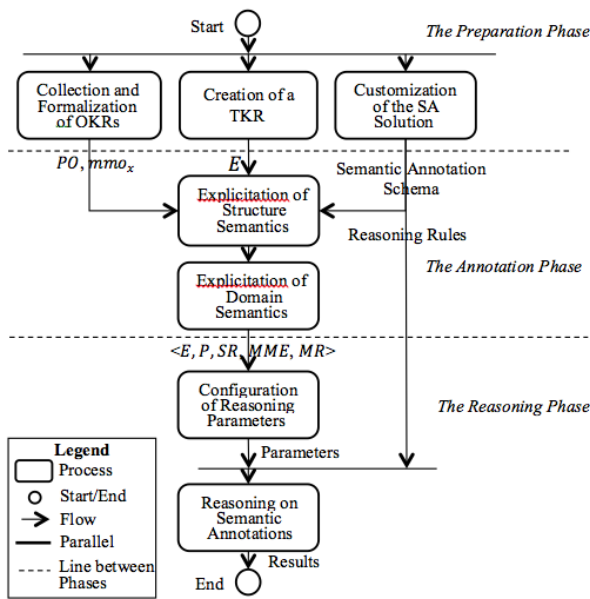 Start
The Preparation Phase
Collection and
Formalization
of OKRs
Creation of a
TKR
Customization
of the SA
Solution
PO, mmoₓ
E
Semantic Annotation
Schema
Explicitation of
Structure
Semantics
Reasoning Rules
The Annotation Phase
Explicitation of
Domain
Semantics
<E, P, SR, MME, MR>
Configuration
of Reasoning
Parameters
The Reasoning Phase
Parameters
Reasoning on
Semantic
Annotations
Results
End
Legend
Process
Start/End
Flow
Parallel
Line between
Phases